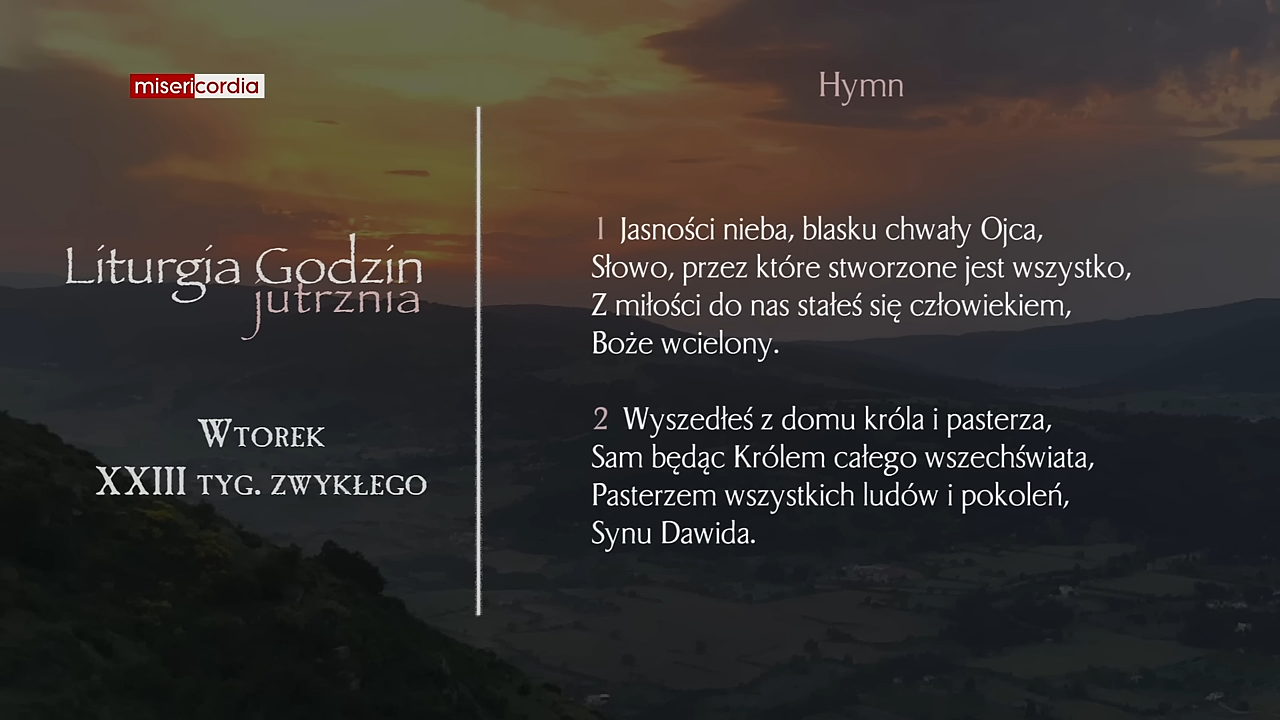 misericordia
Liturgia Godzin
jutrznia
Wtorek
XXIII tyg. zwykłego
Hymn
1 Jasności nieba, blasku chwały Ojca,
Słowo, przez które stworzone jest wszystko,
Z miłości do nas stałeś się człowiekiem,
Boże wcielony.
2 Wyszedłeś z domu króla i pasterza,
Sam będąc Królem całego wszechświata,
Pasterzem wszystkich ludów i pokoleń,
Synu Dawida.